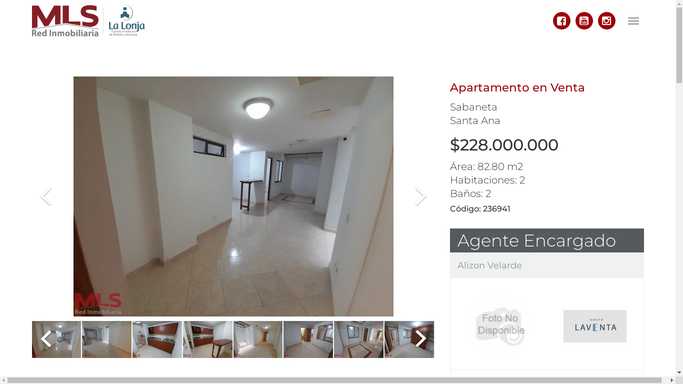 MLS
Red Inmobiliaria
La Lonja
Apartamento en Venta
Sabaneta
Santa Ana
$228.000.000
Área: 82.80 m2
Habitaciones: 2
Baños: 2
Código: 236941
MLS
Red Inmobiliaria
Agente Encargado
Alizon Velarde
Foto No
Disponible
LAVENTA